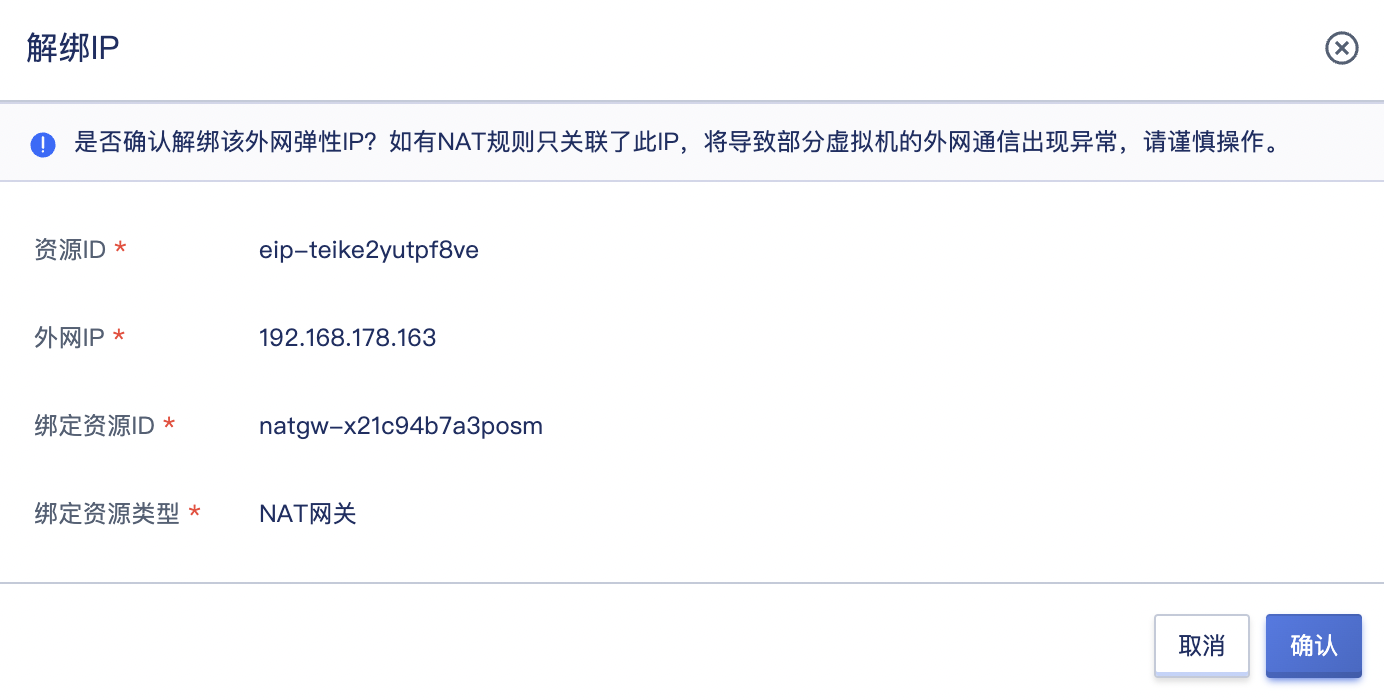 解绑IP
是否确认解绑该外网弹性IP？如有NAT规则只关联了此IP，将导致部分虚拟机的外网通信出现异常，请谨慎操作。
资源ID * eip-teike2yutpf8ve
外网IP * 192.168.178.163
绑定资源ID * natgw-x21c94b7a3posm
绑定资源类型 * NAT网关
取消 确认